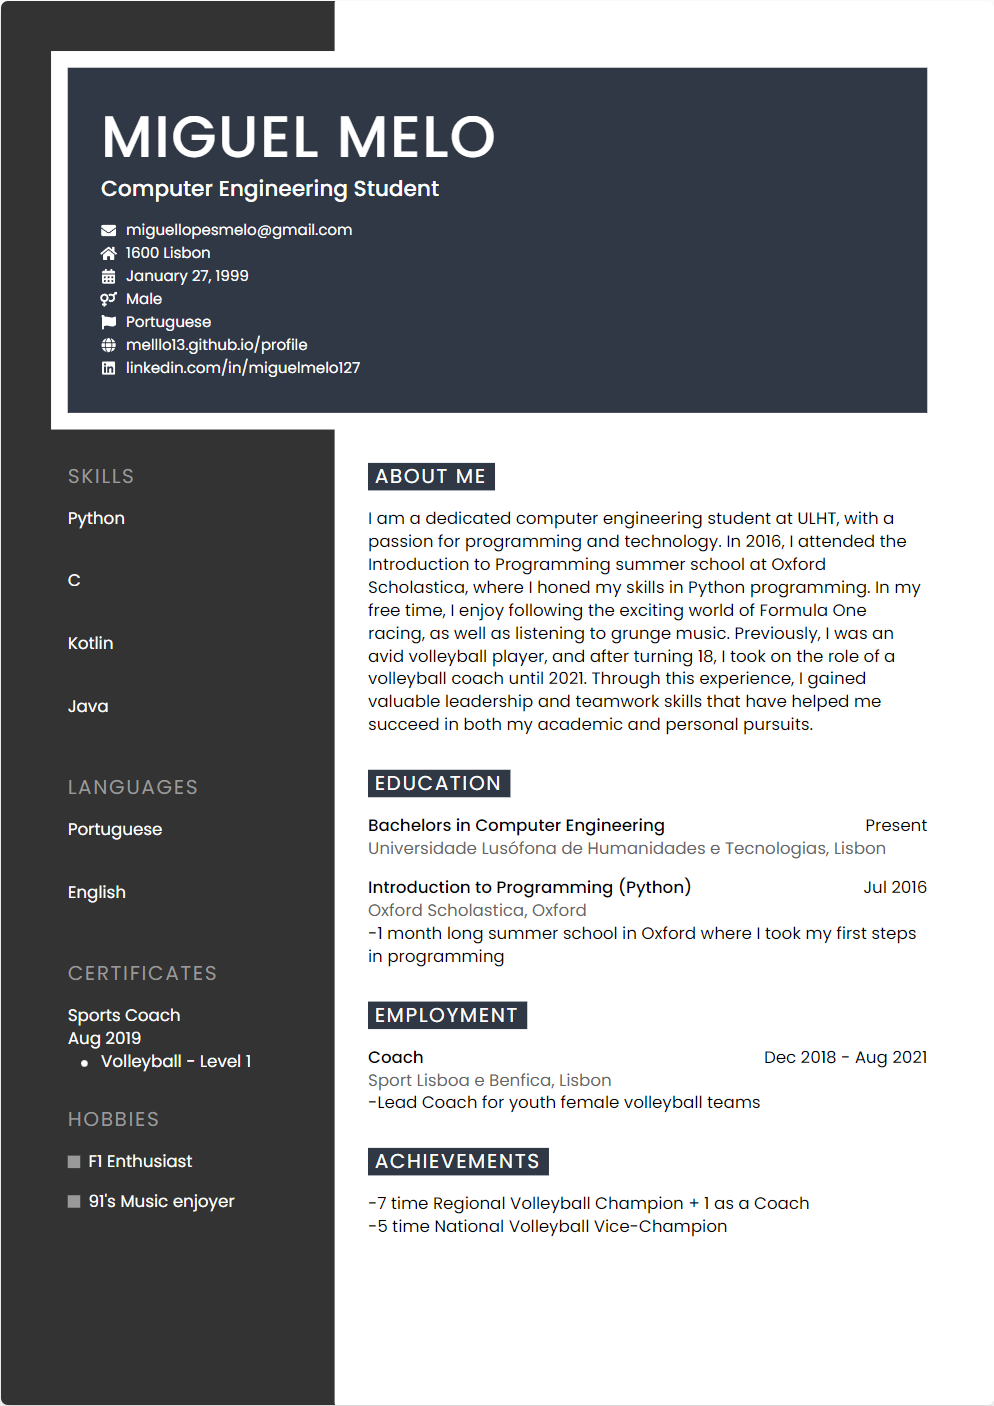 MIGUEL MELO
Computer Engineering Student
miguellopesmelo@gmail.com
1600 Lisbon
January 27, 1999
Male
Portuguese
melllo13.github.io/profile
linkedin.com/in/miguelmelo127
SKILLS
Python
C
Kotlin
Java
LANGUAGES
Portuguese
English
CERTIFICATES
Sports Coach
Aug 2019
• Volleyball - Level 1
HOBBIES
F1 Enthusiast
91's Music enjoyer
ABOUT ME
I am a dedicated computer engineering student at ULHT, with a
passion for programming and technology. In 2016, I attended the
Introduction to Programming summer school at Oxford
Scholastica, where I honed my skills in Python programming. In my
free time, I enjoy following the exciting world of Formula One
racing, as well as listening to grunge music. Previously, I was an
avid volleyball player, and after turning 18, I took on the role of a
volleyball coach until 2021. Through this experience, I gained
valuable leadership and teamwork skills that have helped me
succeed in both my academic and personal pursuits.
EDUCATION
Bachelors in Computer Engineering Present
Universidade Lusófona de Humanidades e Tecnologias, Lisbon
Introduction to Programming (Python) Jul 2016
Oxford Scholastica, Oxford
-1 month long summer school in Oxford where I took my first steps
in programming
EMPLOYMENT
Coach Dec 2018 - Aug 2021
Sport Lisboa e Benfica, Lisbon
-Lead Coach for youth female volleyball teams
ACHIEVEMENTS
-7 time Regional Volleyball Champion + 1 as a Coach
-5 time National Volleyball Vice-Champion